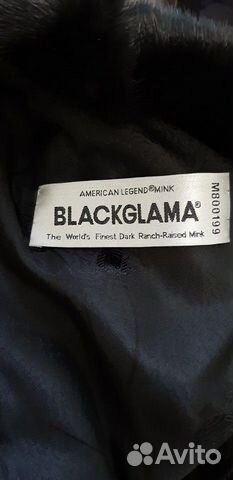 AMERICAN LEGEND®MINK
BLACKGLAMA®
The World's Finest Dark Ranch-Raised Mink
M800199
Avito